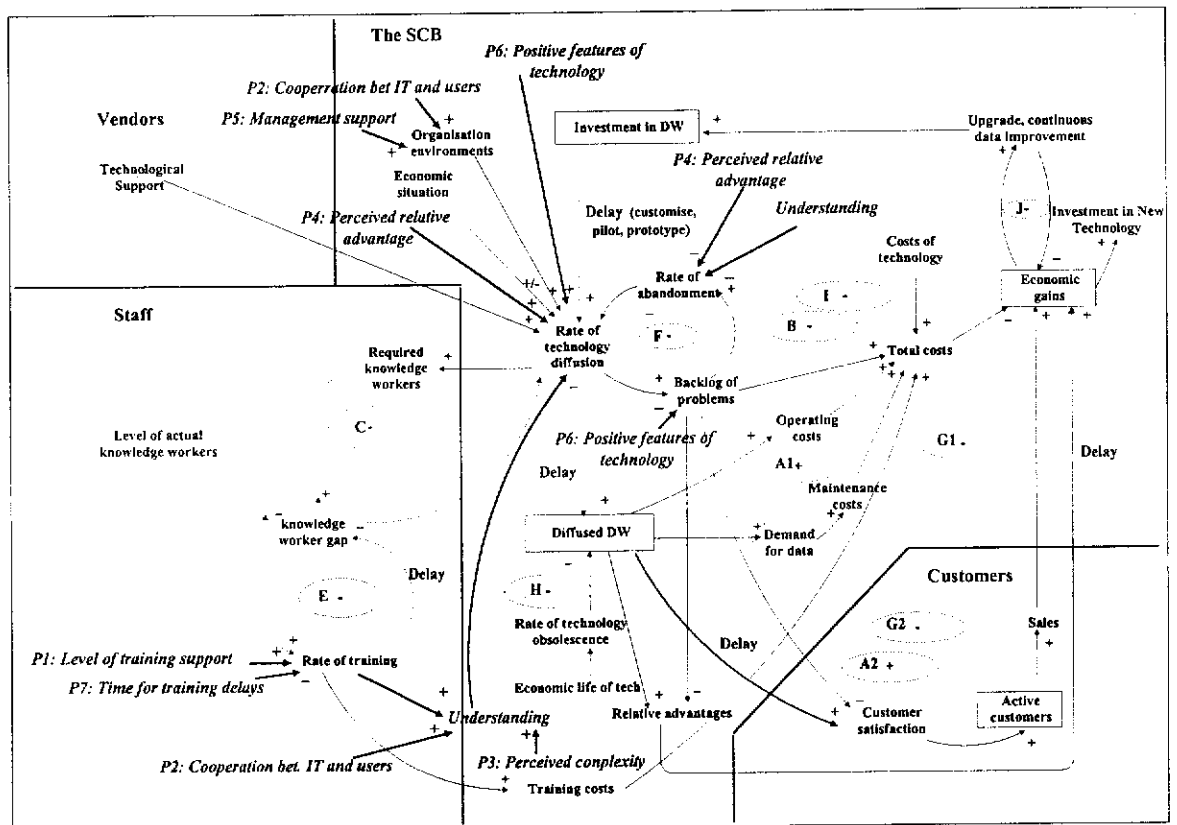 The SCB
P6: Positive features of
technology
P2: Cooperration bet IT and users
P5: Management support
Organisation
environments
Economic
situation
P4: Perceived relative
advantage
Vendors
Technological
Support
Investment in DW
Upgrade, continuous
data improvement
P4: Perceived relative
advantage
Understanding
Delay (customise,
pilot, prototype)
J-
Investment in New
Technology
Costs of
technology
Rate of
abandonment
Economic
gains
I -
B -
F -
Rate of
technology
diffusion
Total costs
Staff
Required
knowledge
workers
Backlog of
problems
C-
Level of actual
knowledge workers
P6: Positive features of
technology
Operating
costs
A1+
G1 -
Delay
Delay
Maintenance
costs
knowledge
worker gap
Diffused DW
Demand
for data
Delay
E -
H -
Customers
Rate of technology
obsolescence
Delay
G2 -
Sales
A2 +
P1: Level of training support
Rate of training
P7: Time for training delays
Economic life of tech
Relative advantages
Understanding
Customer
satisfaction
Active
customers
P2: Cooperation bet. IT and users
P3: Perceived conplexity
Training costs